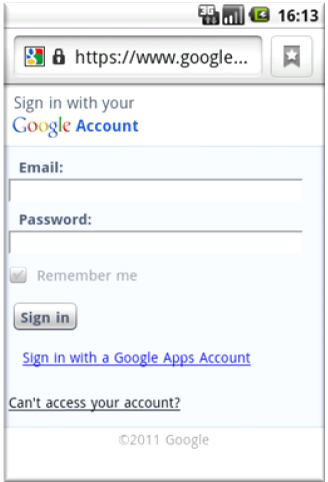 3G 16:13
https://www.google...
Sign in with your
Google Account
Email:
Password:
Remember me
Sign in
Sign in with a Google Apps Account
Can't access your account?
©2011 Google